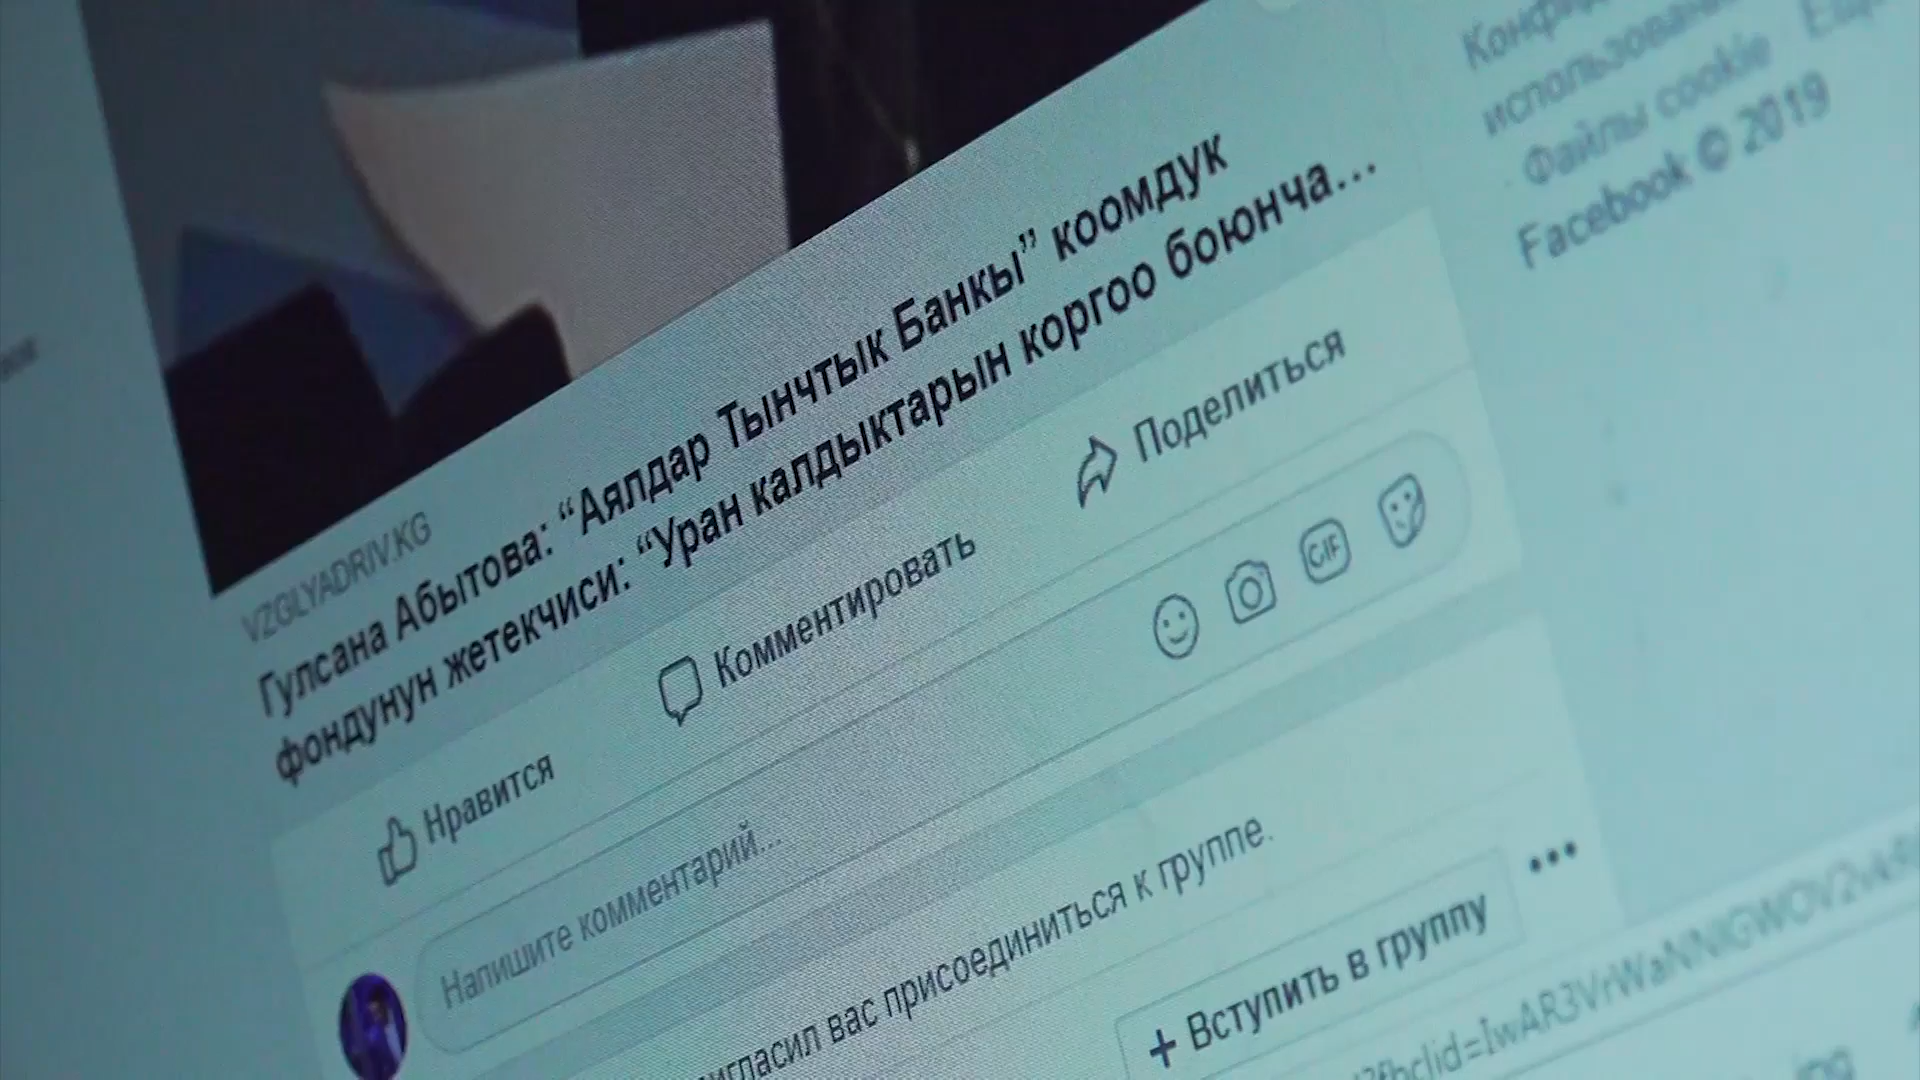 Файлы cookie
Facebook © 2019
VZGLYADRIV.KG
Гулсана Абытова: “Аялдар Тынчтык Банкы” коомдук
фондунун жетекчиси: “Уран калдыктарын коргоо боюнча...
Нравится
Комментировать
Поделиться
Напишите комментарий...
GIF
вас присоединиться к группе.
+ Вступить в группу